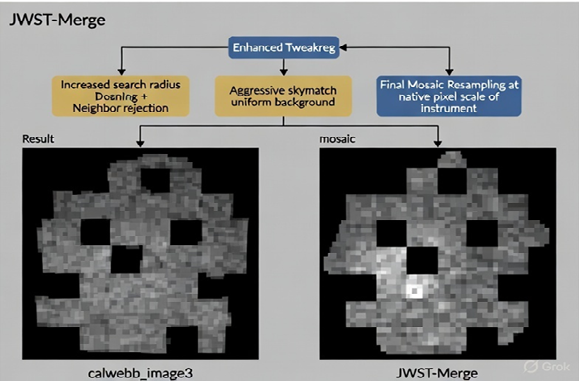 JWST-Merge
Enhanced Tweakreg
Increased search radius
Dosning +
Neighbor rejection
Aggressive skymatch
uniform background
Final Mosaic Resampling at
native pixel scale of
instrument
Result
mosaic
calwebb_image3
JWST-Merge
Grok